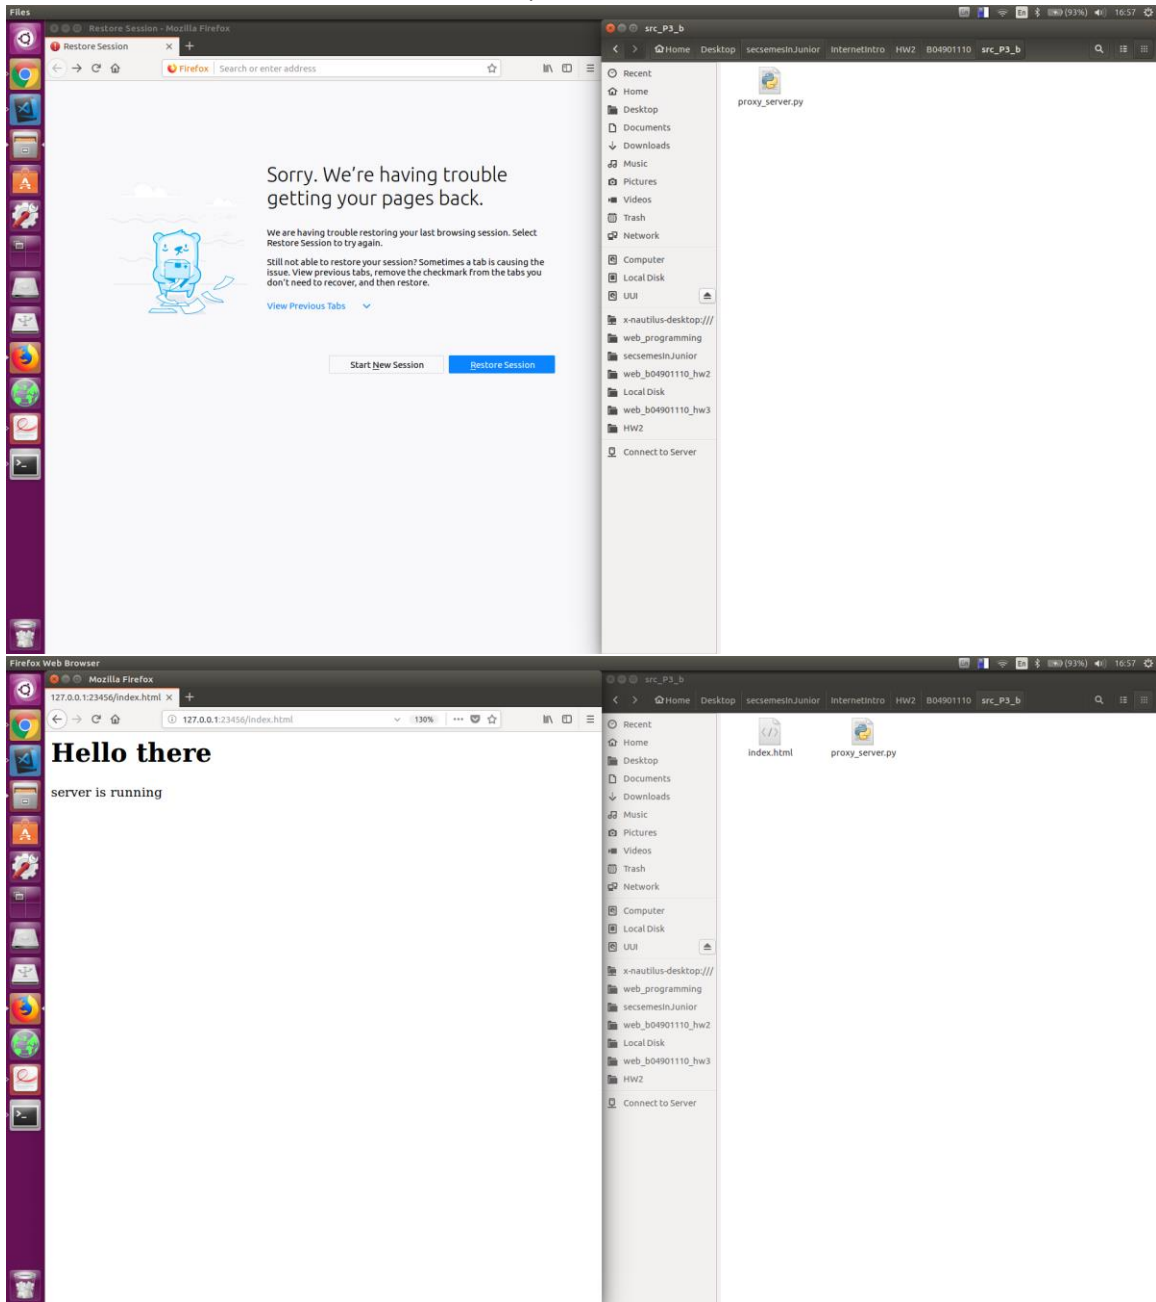 Files
(93%)
16:57
En
Restore Session - Mozilla Firefox
Restore Session
Firefox
Search or enter address
Sorry. We're having trouble
getting your pages back.
We are having trouble restoring your last browsing session. Select
Restore Session to try again.
Still not able to restore your session? Sometimes a tab is causing the
issue. View previous tabs, remove the checkmark from the tabs you
don't need to recover, and then restore.
View Previous Tabs
Start New Session
Restore Session
src_P3_b
Home Desktop secsemesInJunior InternetIntro HW2 B04901110 src_P3_b
Recent
Home
Desktop
Documents
Downloads
Music
Pictures
Videos
Trash
Network
Computer
Local Disk
UUI
x-nautilus-desktop:///
web_programming
secsemesInJunior
web_b04901110_hw2
Local Disk
web_b04901110_hw3
HW2
Connect to Server
proxy_server.py
Firefox Web Browser
En
(93%)
16:57
Mozilla Firefox
127.0.0.1:23456/index.html
127.0.0.1:23456/index.html
130%
Hello there
server is running
src_P3_b
Home Desktop secsemesInJunior InternetIntro HW2 B04901110 src_P3_b
Recent
Home
Desktop
Documents
Downloads
Music
Pictures
Videos
Trash
Network
Computer
Local Disk
UUI
x-nautilus-desktop:///
web_programming
secsemesInJunior
web_b04901110_hw2
Local Disk
web_b04901110_hw3
HW2
Connect to Server
index.html
proxy_server.py